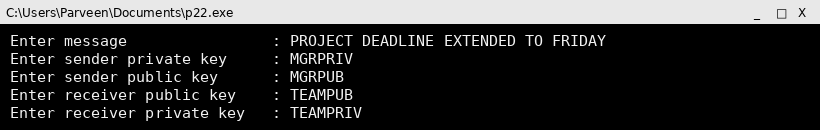 C:\Users\Parveen\Documents\p22.exe _ □ X
Enter message : PROJECT DEADLINE EXTENDED TO FRIDAY
Enter sender private key : MGRPRIV
Enter sender public key : MGRPUB
Enter receiver public key : TEAMPUB
Enter receiver private key : TEAMPRIV